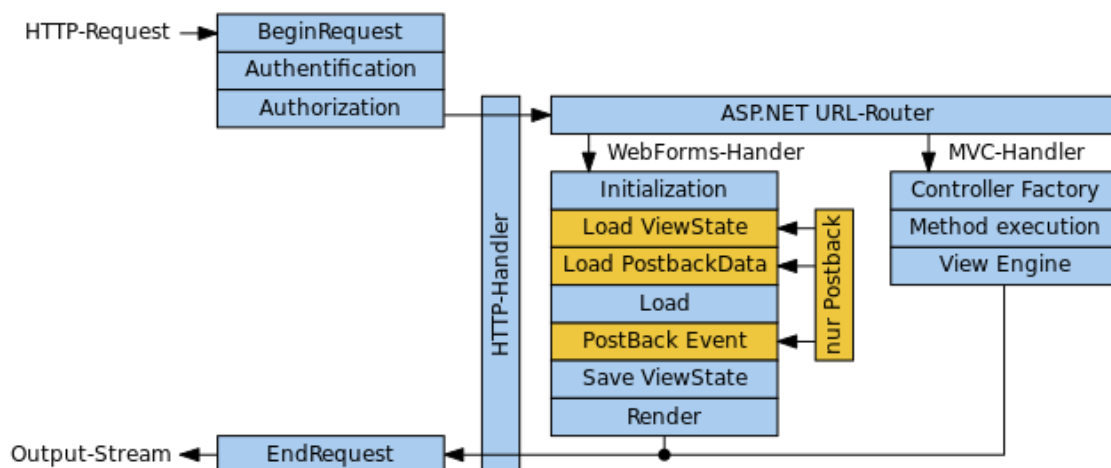 HTTP-Request
BeginRequest
Authentification
Authorization
HTTP-Handler
ASP.NET URL-Router
WebForms-Hander
MVC-Handler
Initialization
Load ViewState
Load PostbackData
Load
PostBack Event
Save ViewState
Render
nur Postback
Controller Factory
Method execution
View Engine
EndRequest
Output-Stream